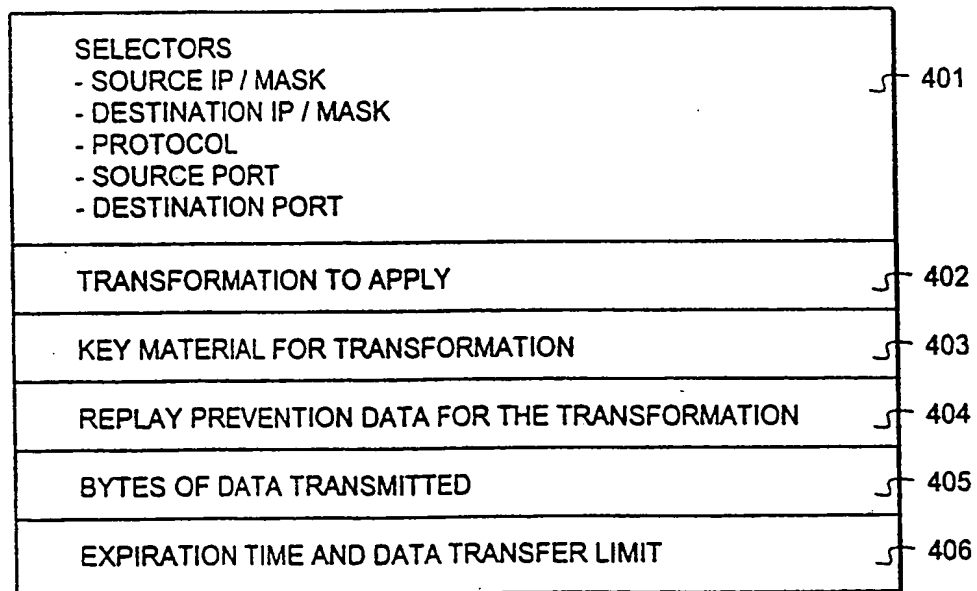 SELECTORS
- SOURCE IP / MASK
- DESTINATION IP / MASK
- PROTOCOL
- SOURCE PORT
- DESTINATION PORT
401
TRANSFORMATION TO APPLY
402
KEY MATERIAL FOR TRANSFORMATION
403
REPLAY PREVENTION DATA FOR THE TRANSFORMATION
404
BYTES OF DATA TRANSMITTED
405
EXPIRATION TIME AND DATA TRANSFER LIMIT
406